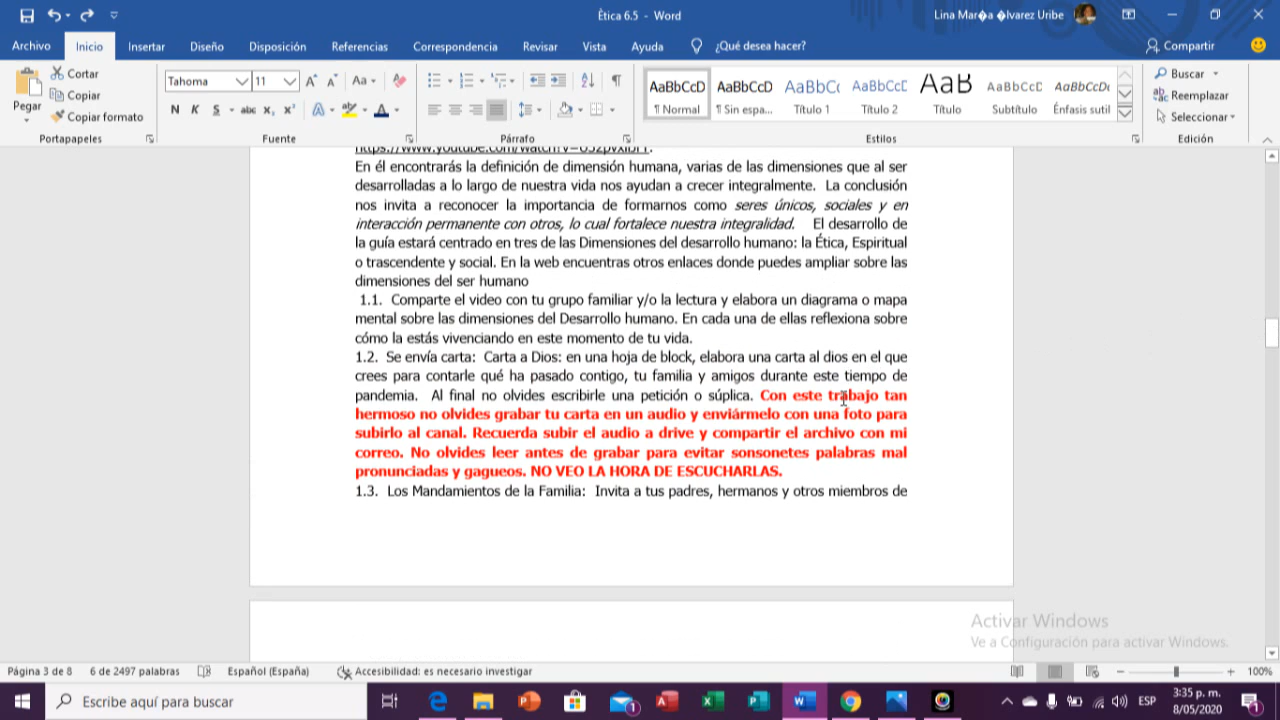 Ética 6.5 - Word
Lina Mar�a �lvarez Uribe
Archivo Inicio Insertar Diseño Disposición Referencias Correspondencia Revisar Vista Ayuda ¿Qué desea hacer? Compartir
Pegar
Cortar
Copiar
Copiar formato
Portapapeles
Tahoma 11
N K S abc x₂ x²
Fuente
Párrafo
AaBbCcD AaBbCcD AaBbC AaBbCcC AaB AaBbCcD AaBbCcD
¶ Normal ¶ Sin espa... Título 1 Título 2 Título Subtítulo Énfasis sutil
Estilos
Buscar
Reemplazar
Seleccionar
Edición
En él encontrarás la definición de dimensión humana, varias de las dimensiones que al ser
desarrolladas a lo largo de nuestra vida nos ayudan a crecer integralmente. La conclusión
nos invita a reconocer la importancia de formarnos como seres únicos, sociales y en
interacción permanente con otros, lo cual fortalece nuestra integralidad. El desarrollo de
la guía estará centrado en tres de las Dimensiones del desarrollo humano: la Ética, Espiritual
o trascendente y social. En la web encuentras otros enlaces donde puedes ampliar sobre las
dimensiones del ser humano
1.1. Comparte el video con tu grupo familiar y/o la lectura y elabora un diagrama o mapa
mental sobre las dimensiones del Desarrollo humano. En cada una de ellas reflexiona sobre
cómo la estás vivenciando en este momento de tu vida.
1.2. Se envía carta: Carta a Dios: en una hoja de block, elabora una carta al dios en el que
crees para contarle qué ha pasado contigo, tu familia y amigos durante este tiempo de
pandemia. Al final no olvides escribirle una petición o súplica. Con este trabajo tan
hermoso no olvides grabar tu carta en un audio y enviármelo con una foto para
subirlo al canal. Recuerda subir el audio a drive y compartir el archivo con mi
correo. No olvides leer antes de grabar para evitar sonsonetes palabras mal
pronunciadas y gagueos. NO VEO LA HORA DE ESCUCHARLAS.
1.3. Los Mandamientos de la Familia: Invita a tus padres, hermanos y otros miembros de
Activar Windows
Ve a Configuración para activar Windows.
Página 3 de 8 6 de 2497 palabras Español (España) Accesibilidad: es necesario investigar 100%
Escribe aquí para buscar
ESP
3:35 p. m.
8/05/2020